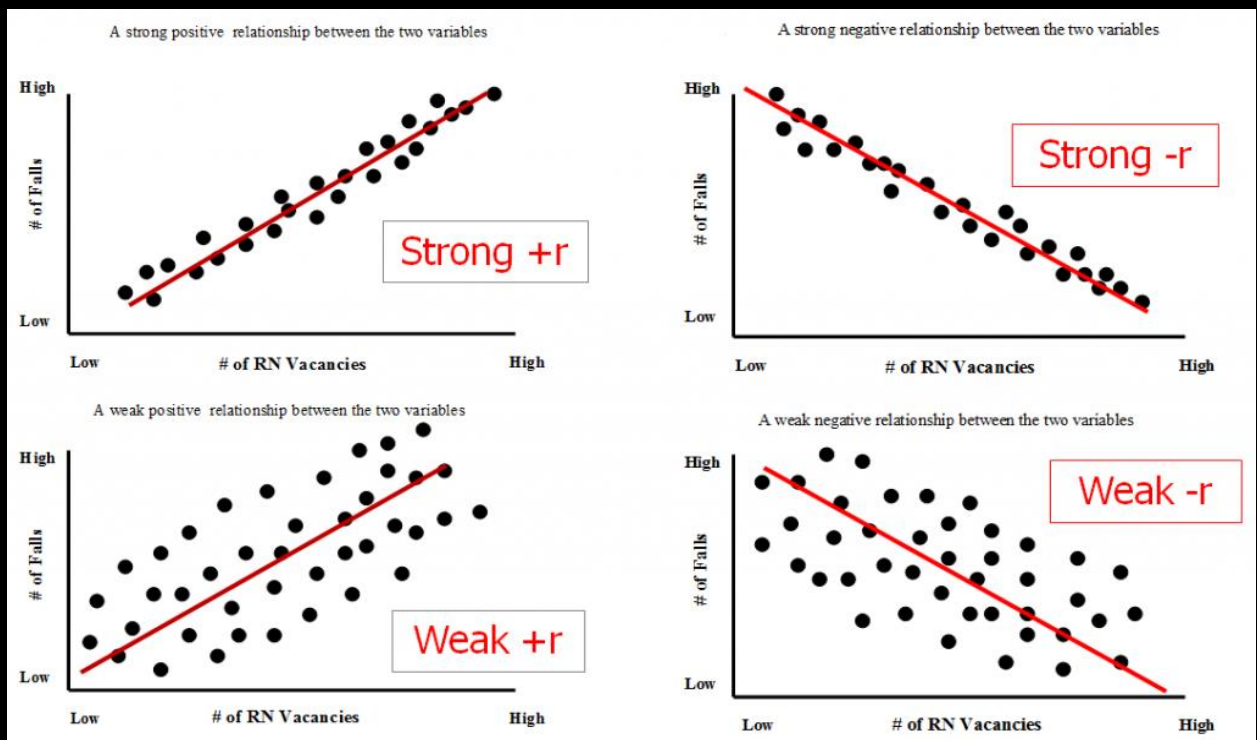 A strong positive relationship between the two variables
High
# of Falls
Strong +r
Low
Low
# of RN Vacancies
High
A strong negative relationship between the two variables
High
# of Falls
Strong -r
Low
Low
# of RN Vacancies
High
A weak positive relationship between the two variables
High
# of Falls
Weak +r
Low
Low
# of RN Vacancies
High
A weak negative relationship between the two variables
High
# of Falls
Weak -r
Low
Low
# of RN Vacancies
High